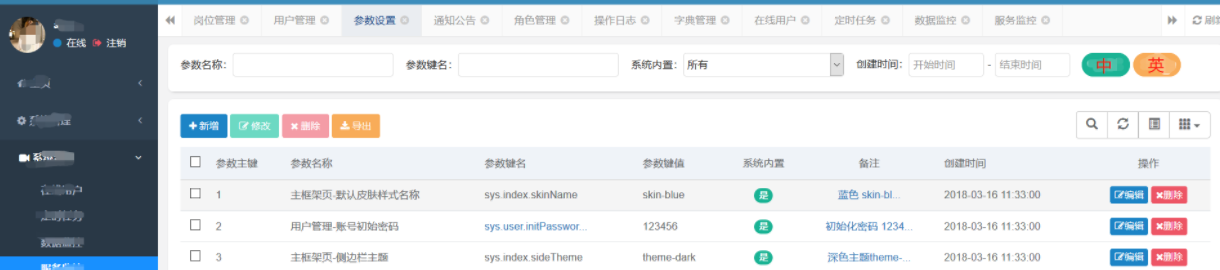 岗位管理 用户管理 参数设置 通知公告 角色管理 操作日志 字典管理 在线用户 定时任务 数据监控 服务监控
在线 注销
参数名称： 参数键名： 系统内置： 所有 创建时间： 开始时间 - 结束时间 中 英
新增 修改 删除 导出
参数主键 参数名称 参数键名 参数键值 系统内置 备注 创建时间 操作
1 主框架页-默认皮肤样式名称 sys.index.skinName skin-blue 是 蓝色 skin-bl... 2018-03-16 11:33:00 编辑 删除
2 用户管理-账号初始密码 sys.user.initPasswor... 123456 是 初始化密码 1234... 2018-03-16 11:33:00 编辑 删除
3 主框架页-侧边栏主题 sys.index.sideTheme theme-dark 是 深色主题theme-... 2018-03-16 11:33:00 编辑 删除